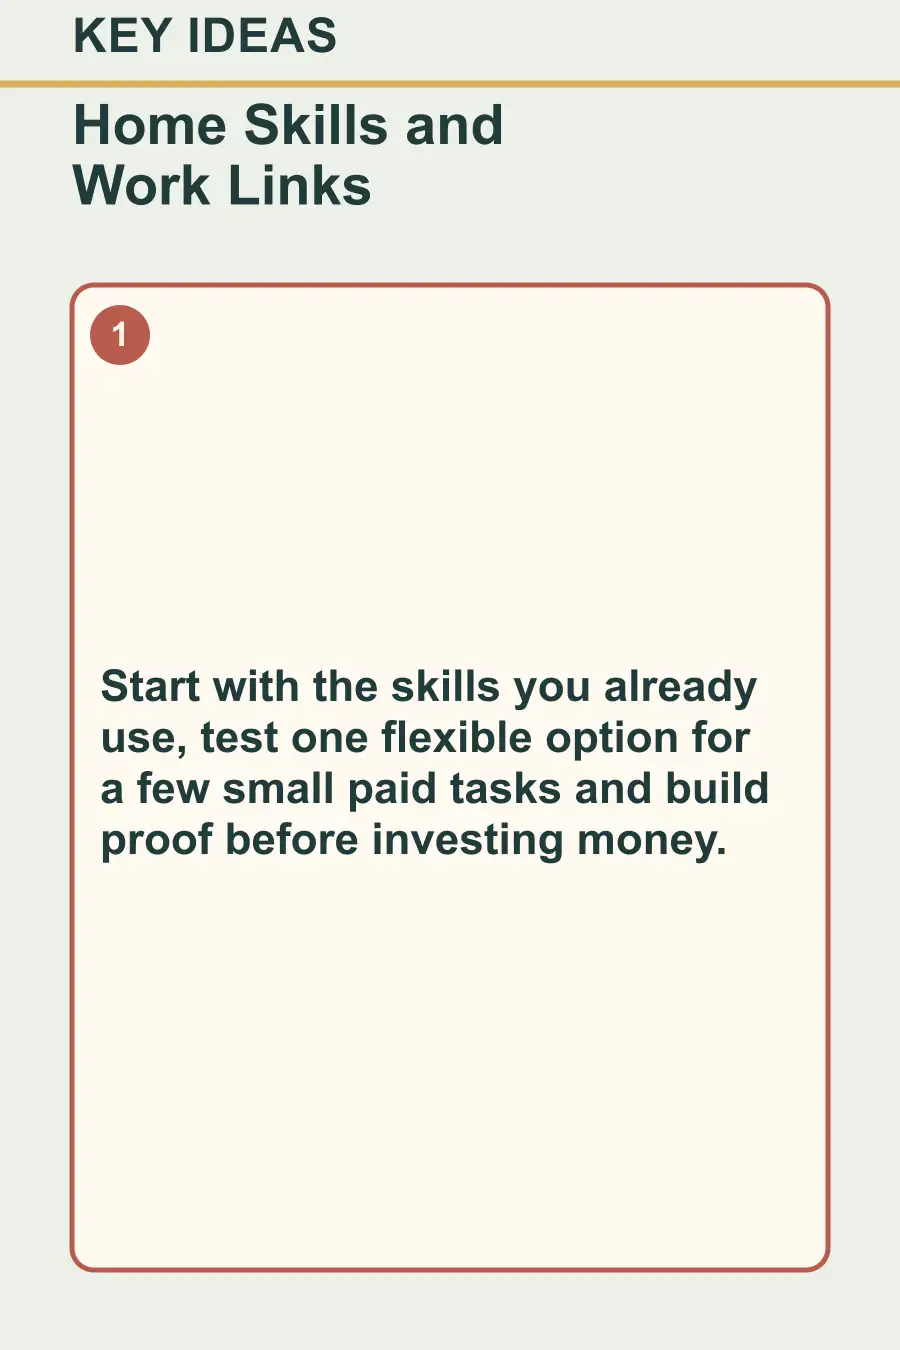 KEY IDEAS
Home Skills and
Work Links
1
Start with the skills you already
use, test one flexible option for
a few small paid tasks and build
proof before investing money.